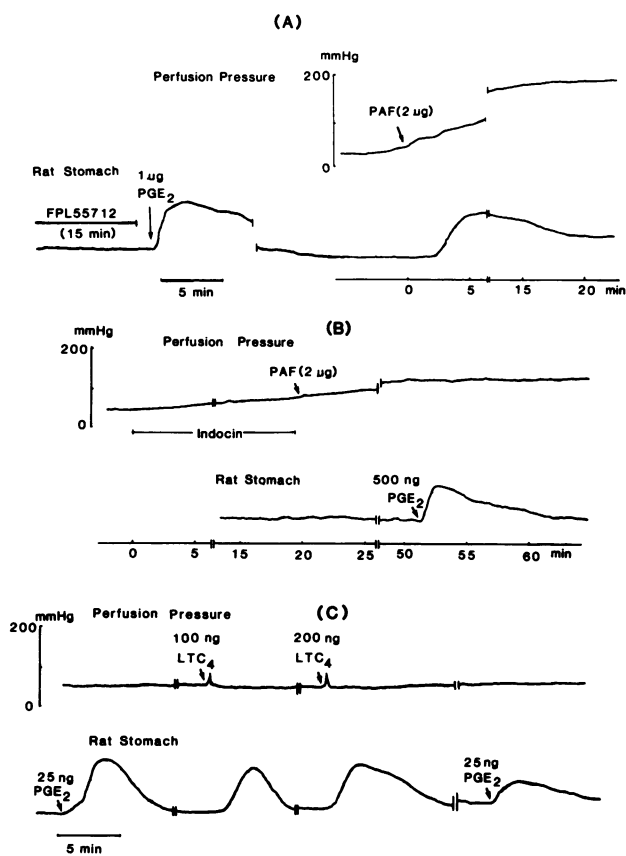 (A)
mmHg
200
Perfusion Pressure
PAF(2 µg)
0
Rat Stomach
1 µg
PGE2
FPL55712
(15 min)
5 min
0 5 15 20 min
(B)
mmHg
200
Perfusion Pressure
PAF(2 µg)
0
Indocin
Rat Stomach
500 ng
PGE2
0 5 15 20 25 50 55 60 min
(C)
mmHg
200
Perfusion Pressure
100 ng
LTC4
200 ng
LTC4
0
Rat Stomach
25 ng
PGE2
25 ng
PGE2
5 min